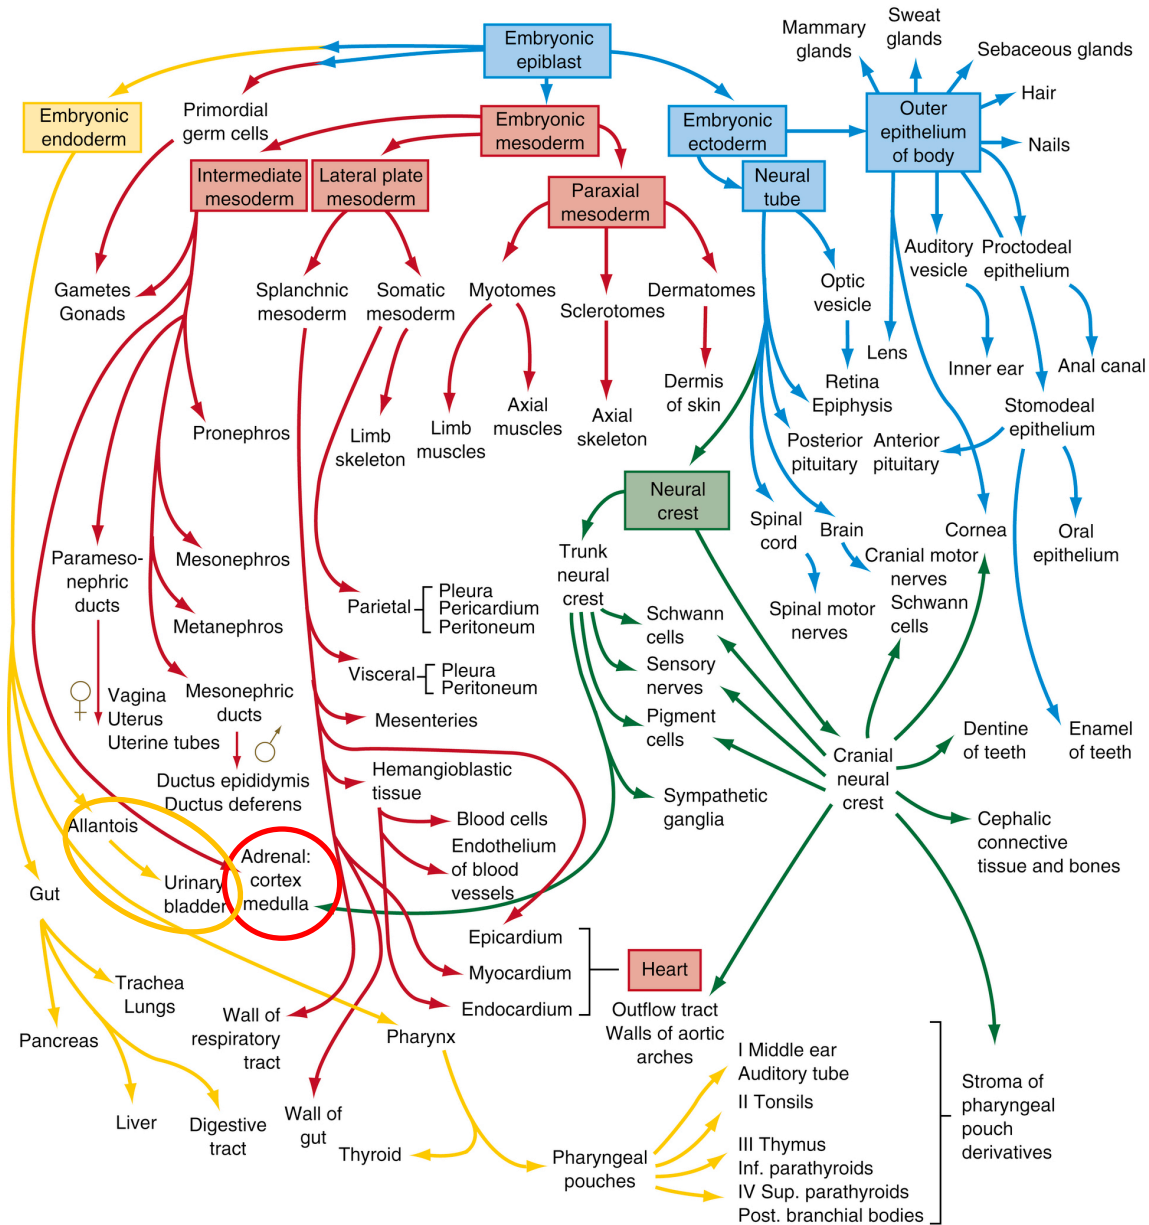 Embryonic
epiblast
Mammary
glands
Sweat
glands
Sebaceous glands
Hair
Nails
Embryonic
endoderm
Primordial
germ cells
Embryonic
mesoderm
Embryonic
ectoderm
Outer
epithelium
of body
Intermediate
mesoderm
Lateral plate
mesoderm
Paraxial
mesoderm
Neural
tube
Gametes
Gonads
Splanchnic
mesoderm
Somatic
mesoderm
Myotomes
Sclerotomes
Dermatomes
Optic
vesicle
Auditory
vesicle
Proctodeal
epithelium
Lens
Inner ear
Anal canal
Pronephros
Limb
skeleton
Limb
muscles
Axial
muscles
Axial
skeleton
Dermis
of skin
Retina
Epiphysis
Posterior
pituitary
Anterior
pituitary
Stomodeal
epithelium
Neural
crest
Spinal
cord
Brain
Cornea
Oral
epithelium
Parameso-
nephric
ducts
Mesonephros
Metanephros
Trunk
neural
crest
Cranial motor
nerves
Schwann
cells
Spinal motor
nerves
Parietal
Pleura
Pericardium
Peritoneum
Visceral
Pleura
Peritoneum
Schwann
cells
Sensory
nerves
Pigment
cells
♀
Vagina
Uterus
Uterine tubes
Mesonephric
ducts
♂
Ductus epididymis
Ductus deferens
Mesenteries
Hemangioblastic
tissue
Blood cells
Endothelium
of blood
vessels
Sympathetic
ganglia
Cranial
neural
crest
Dentine
of teeth
Enamel
of teeth
Cephalic
connective
tissue and bones
Allantois
Urinary
bladder
Adrenal:
cortex
medulla
Gut
Epicardium
Myocardium
Endocardium
Heart
Outflow tract
Walls of aortic
arches
Trachea
Lungs
Pancreas
Liver
Digestive
tract
Wall of
respiratory
tract
Wall of
gut
Pharynx
Thyroid
Pharyngeal
pouches
I Middle ear
Auditory tube
II Tonsils
III Thymus
Inf. parathyroids
IV Sup. parathyroids
Post. branchial bodies
Stroma of
pharyngeal
pouch
derivatives